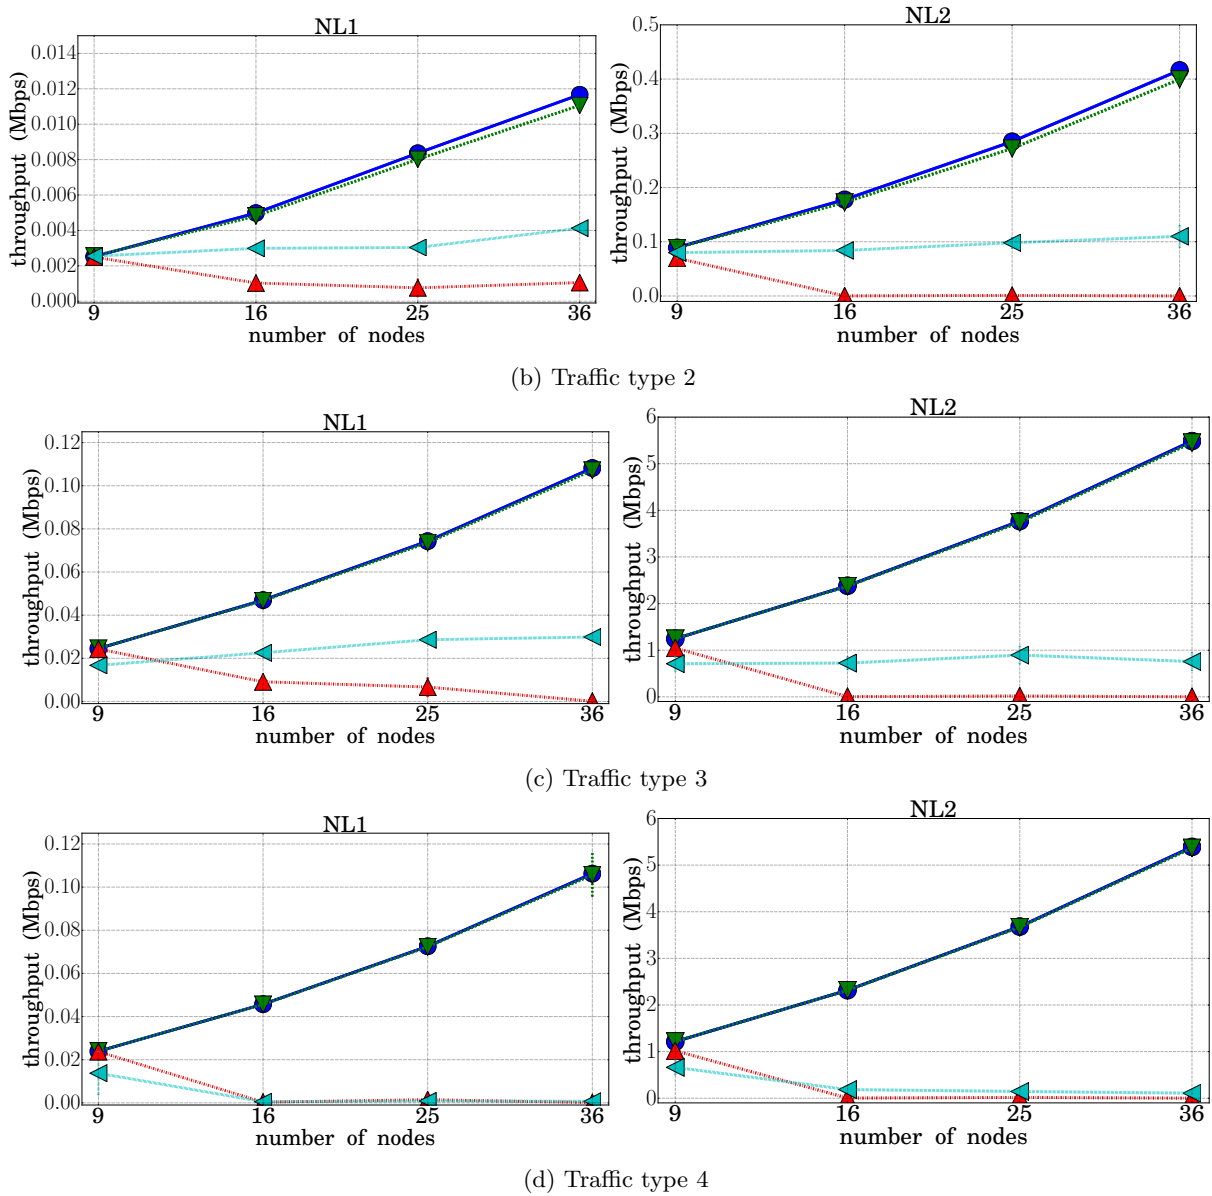 NL1
throughput (Mbps)
0.014
0.012
0.010
0.008
0.006
0.004
0.002
0.000
9 16 25 36
number of nodes
NL2
throughput (Mbps)
0.5
0.4
0.3
0.2
0.1
0.0
9 16 25 36
number of nodes
(b) Traffic type 2
NL1
throughput (Mbps)
0.12
0.10
0.08
0.06
0.04
0.02
0.00
9 16 25 36
number of nodes
NL2
throughput (Mbps)
6
5
4
3
2
1
0
9 16 25 36
number of nodes
(c) Traffic type 3
NL1
throughput (Mbps)
0.12
0.10
0.08
0.06
0.04
0.02
0.00
9 16 25 36
number of nodes
NL2
throughput (Mbps)
6
5
4
3
2
1
0
9 16 25 36
number of nodes
(d) Traffic type 4